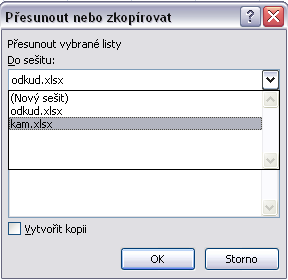 Přesunout nebo zkopírovat
Přesunout vybrané listy
Do sešitu:
odkud.xlsx
(Nový sešit)
odkud.xlsx
kam.xlsx
Vytvořit kopii
OK Storno